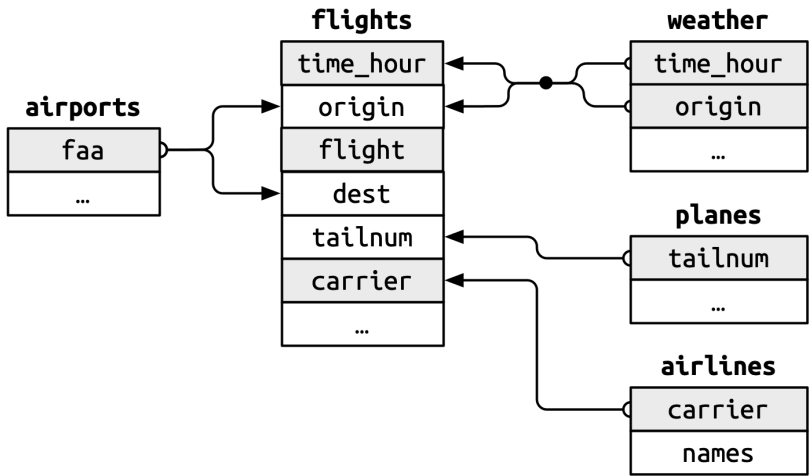 airports
faa
…
flights
time_hour
origin
flight
dest
tailnum
carrier
…
weather
time_hour
origin
…
planes
tailnum
…
airlines
carrier
names